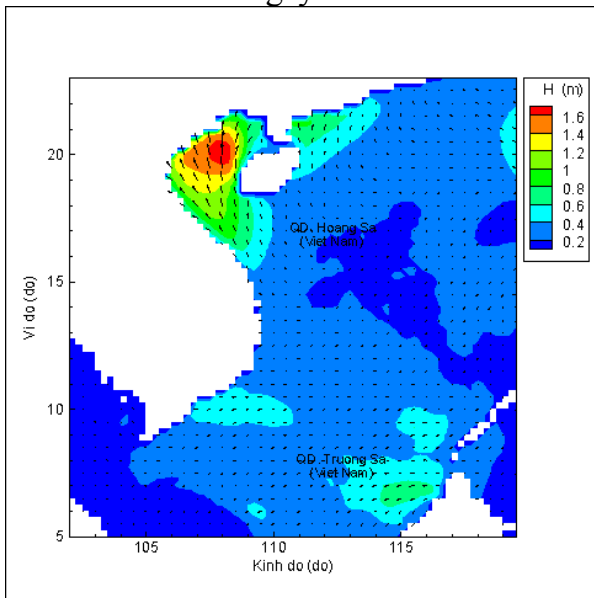 H (m)
1.6
1.4
1.2
1
0.8
0.6
0.4
0.2
20
15
10
5
Vi do (do)
QD. Hoang Sa
(Viet Nam)
QD. Truong Sa
(Viet Nam)
105
110
115
Kinh do (do)